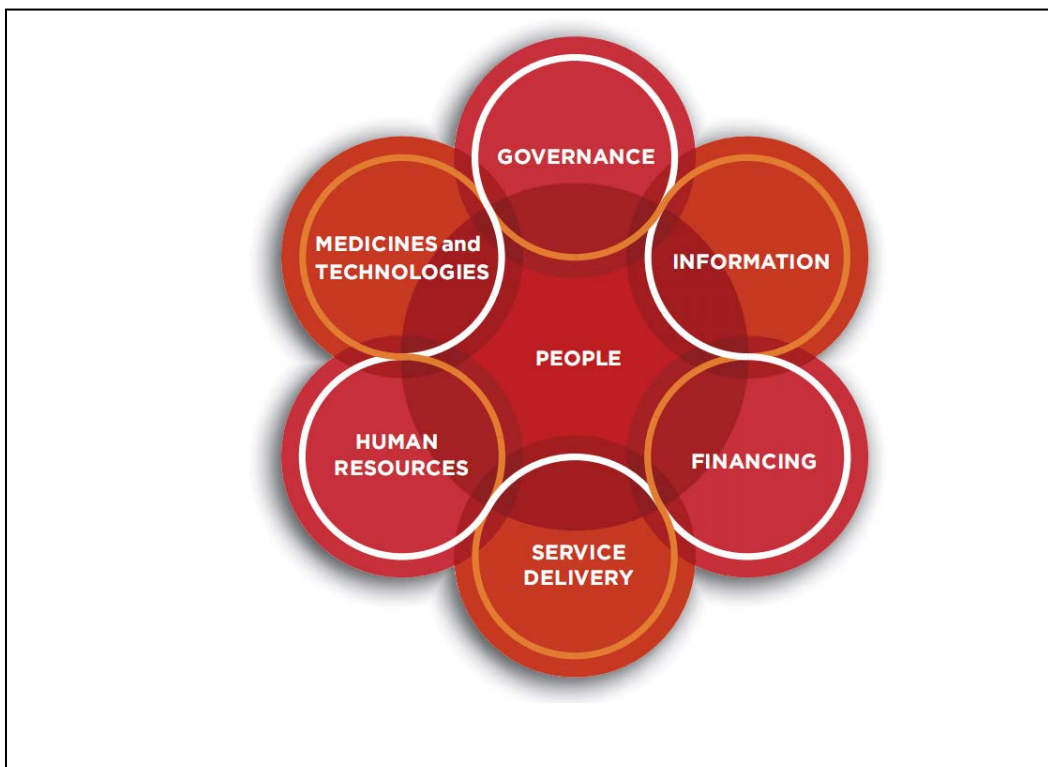 GOVERNANCE
MEDICINES and
TECHNOLOGIES
INFORMATION
PEOPLE
HUMAN
RESOURCES
FINANCING
SERVICE
DELIVERY